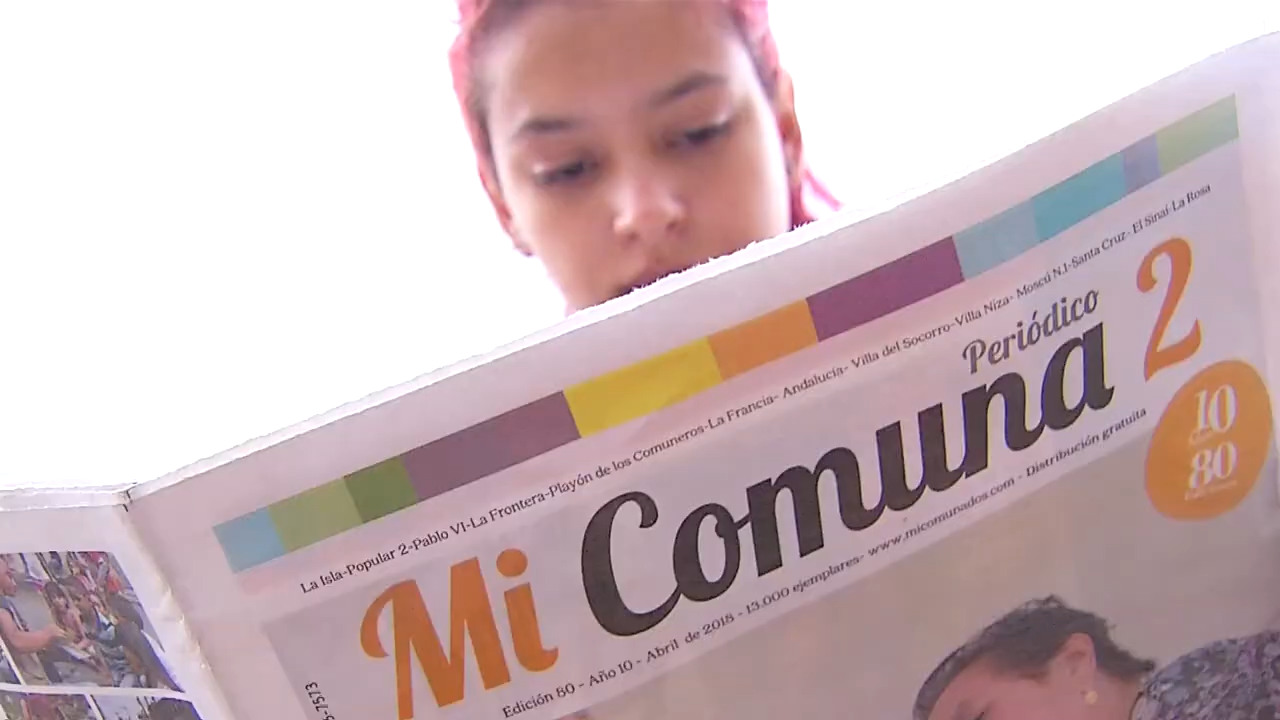 La Isla-Popular 2-Pablo VI-La Frontera-Playón de los Comuneros-La Francia- Andalucía- Villa del Socorro-Villa Niza- Moscú N.1-Santa Cruz- El Sinaí-La Rosa
Periódico
Mi Comuna 2
10
80
Edición 80 - Año 10 - Abril de 2018 - 13.000 ejemplares- www.micomunados.com - Distribución gratuita
-7573